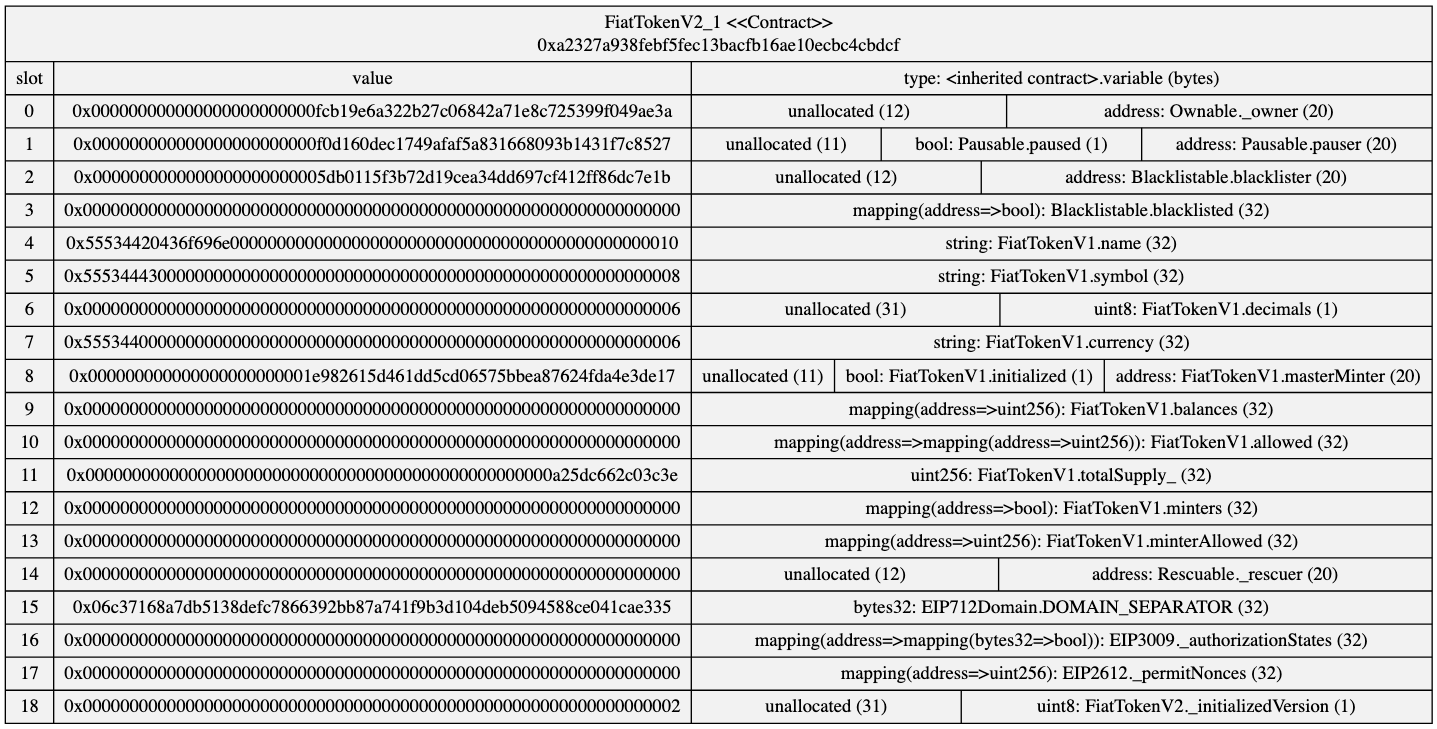 FiatTokenV2_1 <<Contract>>
0xa2327a938febf5fec13bacfb16ae10ecbc4cbdcf
slot value type: <inherited contract>.variable (bytes)
0 0x000000000000000000000000fcb19e6a322b27c06842a71e8c725399f049ae3a unallocated (12) address: Ownable._owner (20)
1 0x000000000000000000000000f0d160dec1749afaf5a831668093b1431f7c8527 unallocated (11) bool: Pausable.paused (1) address: Pausable.pauser (20)
2 0x0000000000000000000000005db0115f3b72d19cea34dd697cf412ff86dc7e1b unallocated (12) address: Blacklistable.blacklister (20)
3 0x0000000000000000000000000000000000000000000000000000000000000000 mapping(address=>bool): Blacklistable.blacklisted (32)
4 0x55534420436f696e000000000000000000000000000000000000000000000010 string: FiatTokenV1.name (32)
5 0x5553444300000000000000000000000000000000000000000000000000000008 string: FiatTokenV1.symbol (32)
6 0x0000000000000000000000000000000000000000000000000000000000000006 unallocated (31) uint8: FiatTokenV1.decimals (1)
7 0x5553440000000000000000000000000000000000000000000000000000000006 string: FiatTokenV1.currency (32)
8 0x000000000000000000000001e982615d461dd5cd06575bbea87624fda4e3de17 unallocated (11) bool: FiatTokenV1.initialized (1) address: FiatTokenV1.masterMinter (20)
9 0x0000000000000000000000000000000000000000000000000000000000000000 mapping(address=>uint256): FiatTokenV1.balances (32)
10 0x0000000000000000000000000000000000000000000000000000000000000000 mapping(address=>mapping(address=>uint256)): FiatTokenV1.allowed (32)
11 0x00000000000000000000000000000000000000000000000000a25dc662c03c3e uint256: FiatTokenV1.totalSupply_ (32)
12 0x0000000000000000000000000000000000000000000000000000000000000000 mapping(address=>bool): FiatTokenV1.minters (32)
13 0x0000000000000000000000000000000000000000000000000000000000000000 mapping(address=>uint256): FiatTokenV1.minterAllowed (32)
14 0x0000000000000000000000000000000000000000000000000000000000000000 unallocated (12) address: Rescuable._rescuer (20)
15 0x06c37168a7db5138defc7866392bb87a741f9b3d104deb5094588ce041cae335 bytes32: EIP712Domain.DOMAIN_SEPARATOR (32)
16 0x0000000000000000000000000000000000000000000000000000000000000000 mapping(address=>mapping(bytes32=>bool)): EIP3009._authorizationStates (32)
17 0x0000000000000000000000000000000000000000000000000000000000000000 mapping(address=>uint256): EIP2612._permitNonces (32)
18 0x0000000000000000000000000000000000000000000000000000000000000002 unallocated (31) uint8: FiatTokenV2._initializedVersion (1)